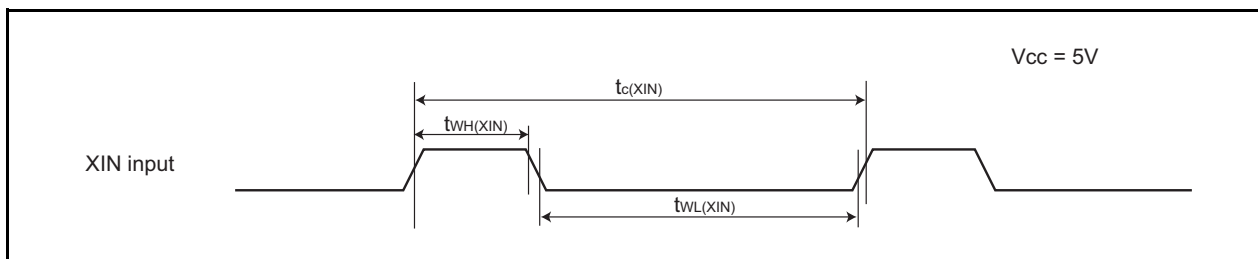 Vcc = 5V
tc(XIN)
tWH(XIN)
XIN input
tWL(XIN)